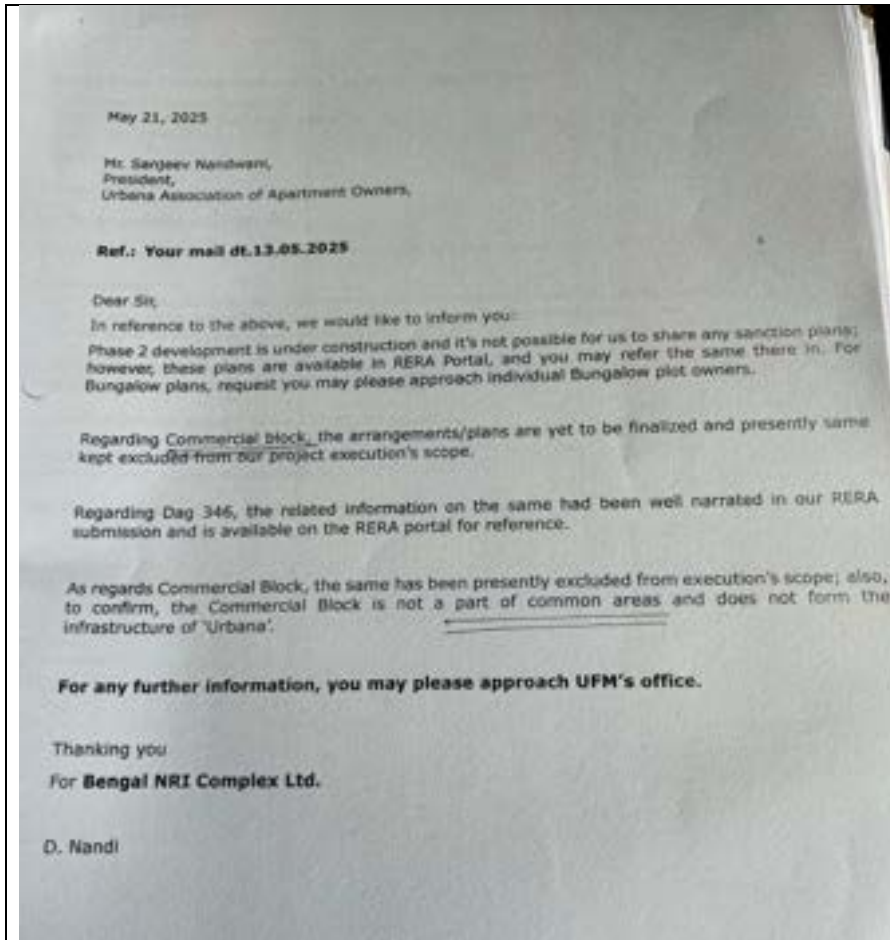 May 21, 2025
Mr. Sanjeev Nandwani,
President,
Urbana Association of Apartment Owners,
Ref.: Your mail dt.13.05.2025
Dear Sir,
In reference to the above, we would like to inform you:
Phase 2 development is under construction and it's not possible for us to share any sanction plans;
however, these plans are available in RERA Portal, and you may refer the same there in. For
Bungalow plans, request you may please approach individual Bungalow plot owners.
Regarding Commercial block, the arrangements/plans are yet to be finalized and presently same
kept excluded from our project execution's scope.
Regarding Dag 346, the related information on the same had been well narrated in our RERA
submission and is available on the RERA portal for reference.
As regards Commercial Block, the same has been presently excluded from execution's scope; also,
to confirm, the Commercial Block is not a part of common areas and does not form the
infrastructure of 'Urbana'.
For any further information, you may please approach UFM's office.
Thanking you
For Bengal NRI Complex Ltd.
D. Nandi